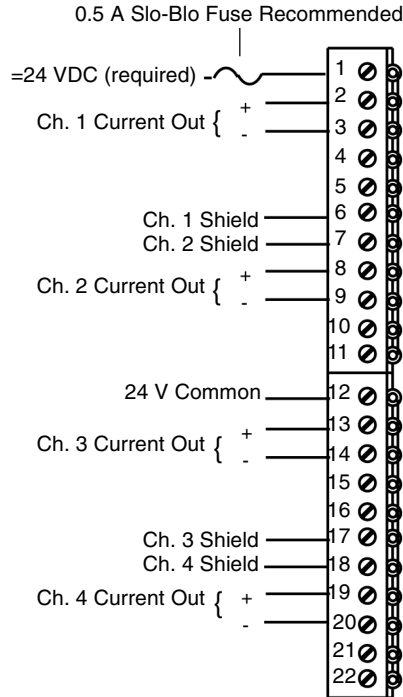 0.5 A Slo-Blo Fuse Recommended
=24 VDC (required) 1
+ 2
Ch. 1 Current Out {
- 3
4
5
Ch. 1 Shield 6
Ch. 2 Shield 7
+ 8
Ch. 2 Current Out {
- 9
10
11
24 V Common 12
+ 13
Ch. 3 Current Out {
- 14
15
16
Ch. 3 Shield 17
Ch. 4 Shield 18
Ch. 4 Current Out { + 19
- 20
21
22